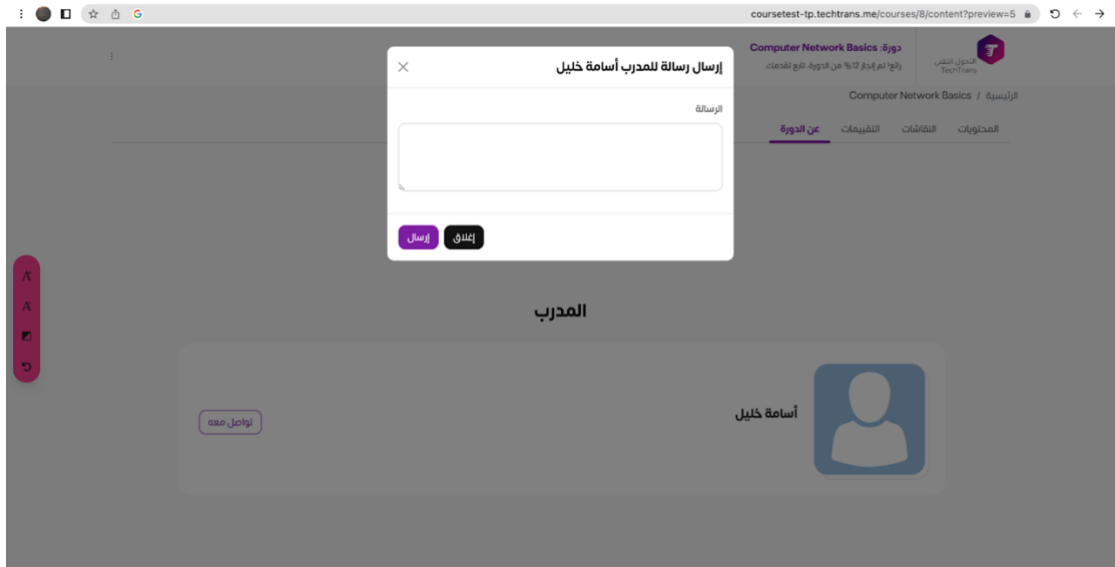 coursetest-tp.techtrans.me/courses/8/content?preview=5
التحول التقني
TechTrans
دورة: Computer Network Basics
رائع! تم إنجاز 12% من الدورة، تابع تقدمك.
الرئيسية / Computer Network Basics
المحتويات
النقاشات
التقييمات
عن الدورة
إرسال رسالة للمدرب أسامة خليل
الرسالة
إغلاق
إرسال
المدرب
أسامة خليل
تواصل معه